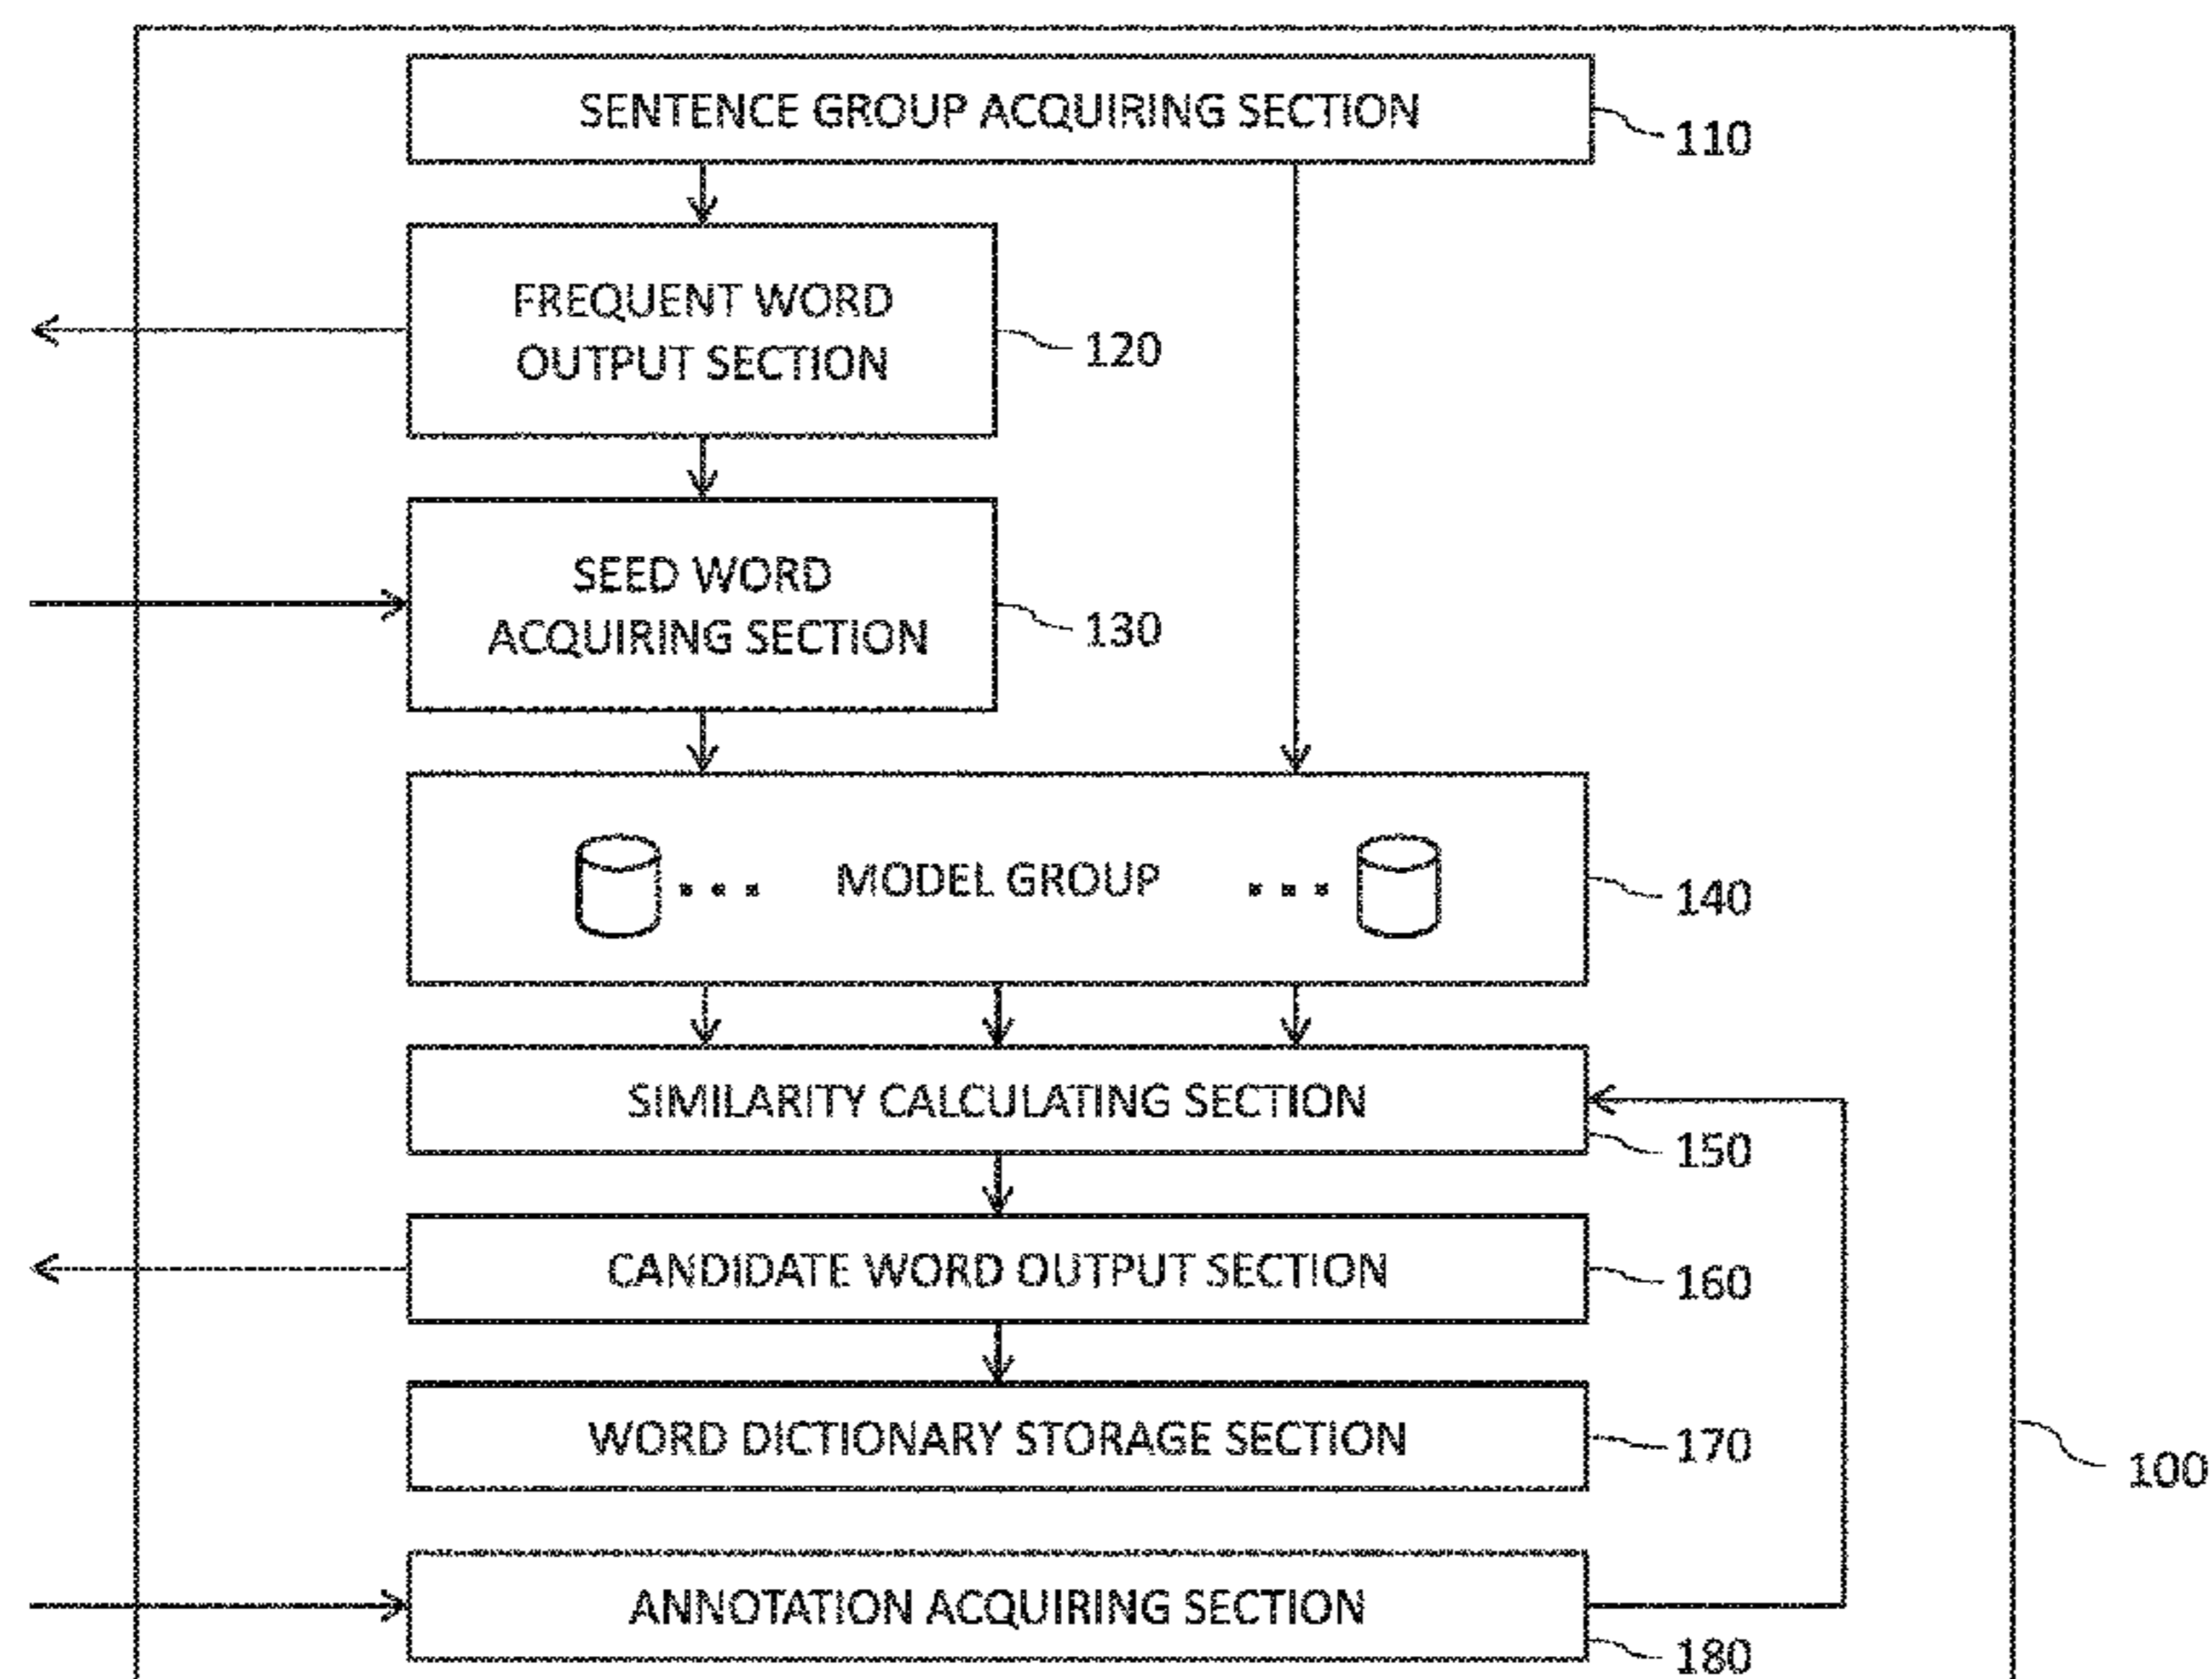 SENTENCE GROUP ACQUIRING SECTION
110
FREQUENT WORD
OUTPUT SECTION
120
SEED WORD
ACQUIRING SECTION
130
... MODEL GROUP ...
140
SIMILARITY CALCULATING SECTION
150
CANDIDATE WORD OUTPUT SECTION
160
WORD DICTIONARY STORAGE SECTION
170
100
ANNOTATION ACQUIRING SECTION
180